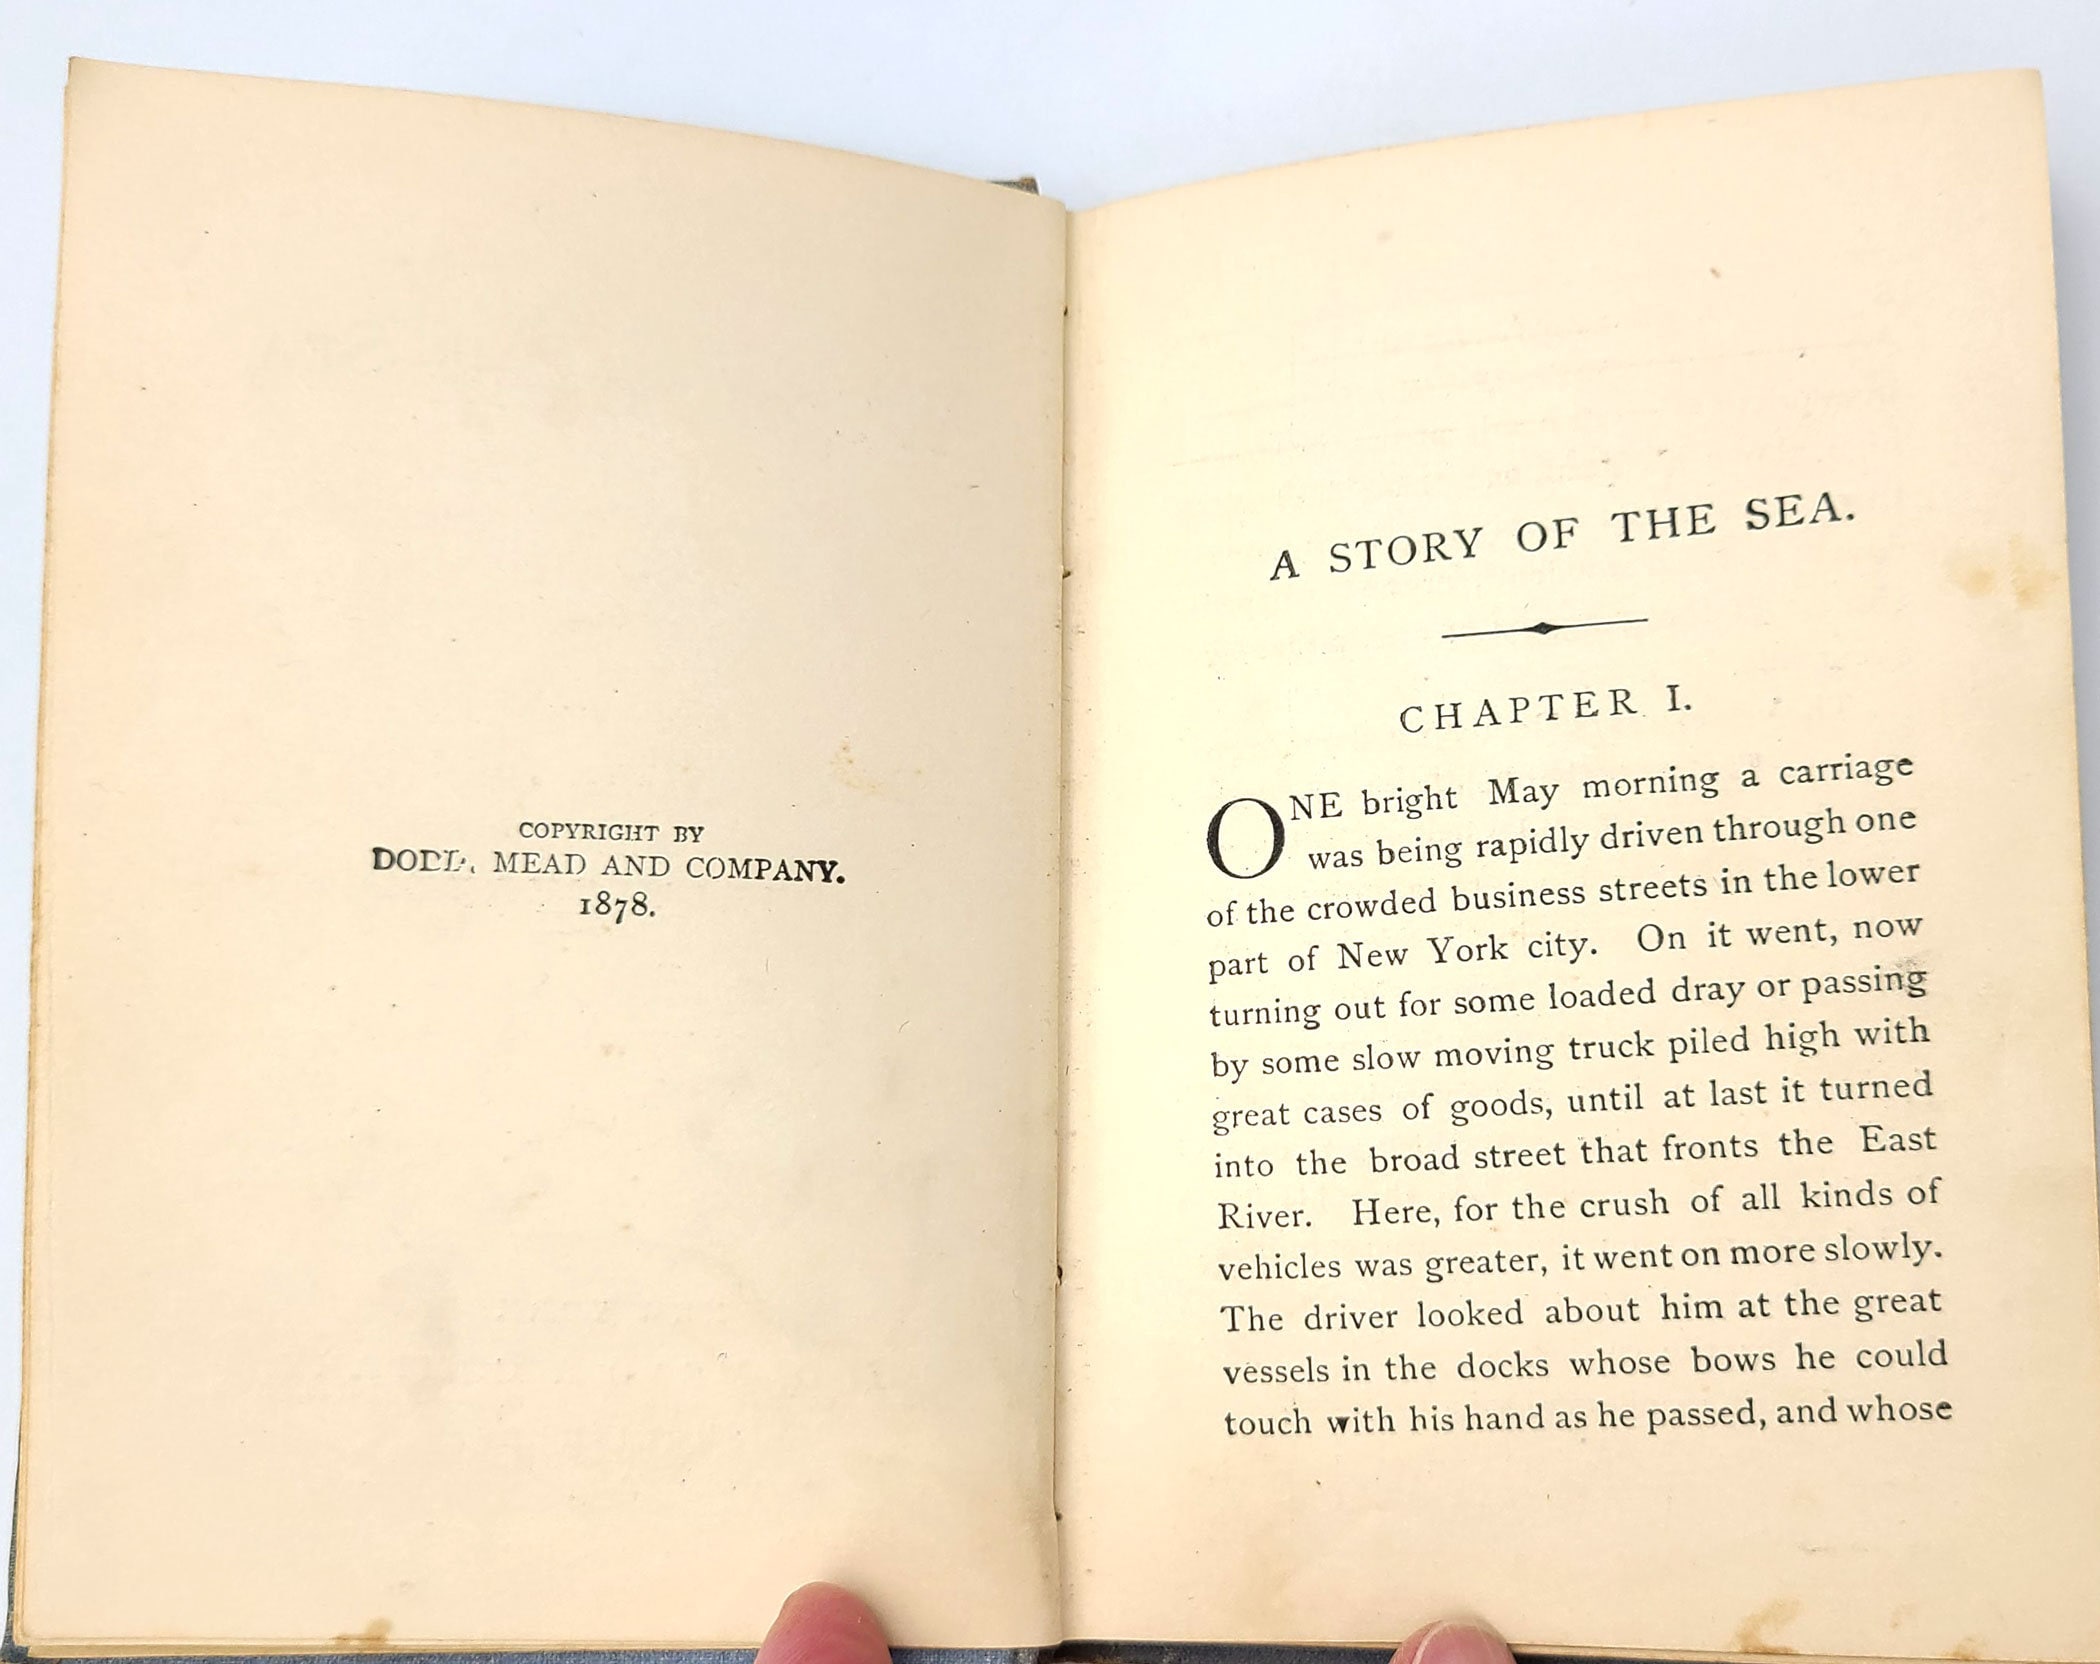 COPYRIGHT BY
DODD, MEAD AND COMPANY.
1878.
A STORY OF THE SEA.
CHAPTER I.
ONE bright May morning a carriage
was being rapidly driven through one
of the crowded business streets in the lower
part of New York city. On it went, now
turning out for some loaded dray or passing
by some slow moving truck piled high with
great cases of goods, until at last it turned
into the broad street that fronts the East
River. Here, for the crush of all kinds of
vehicles was greater, it went on more slowly.
The driver looked about him at the great
vessels in the docks whose bows he could
touch with his hand as he passed, and whose